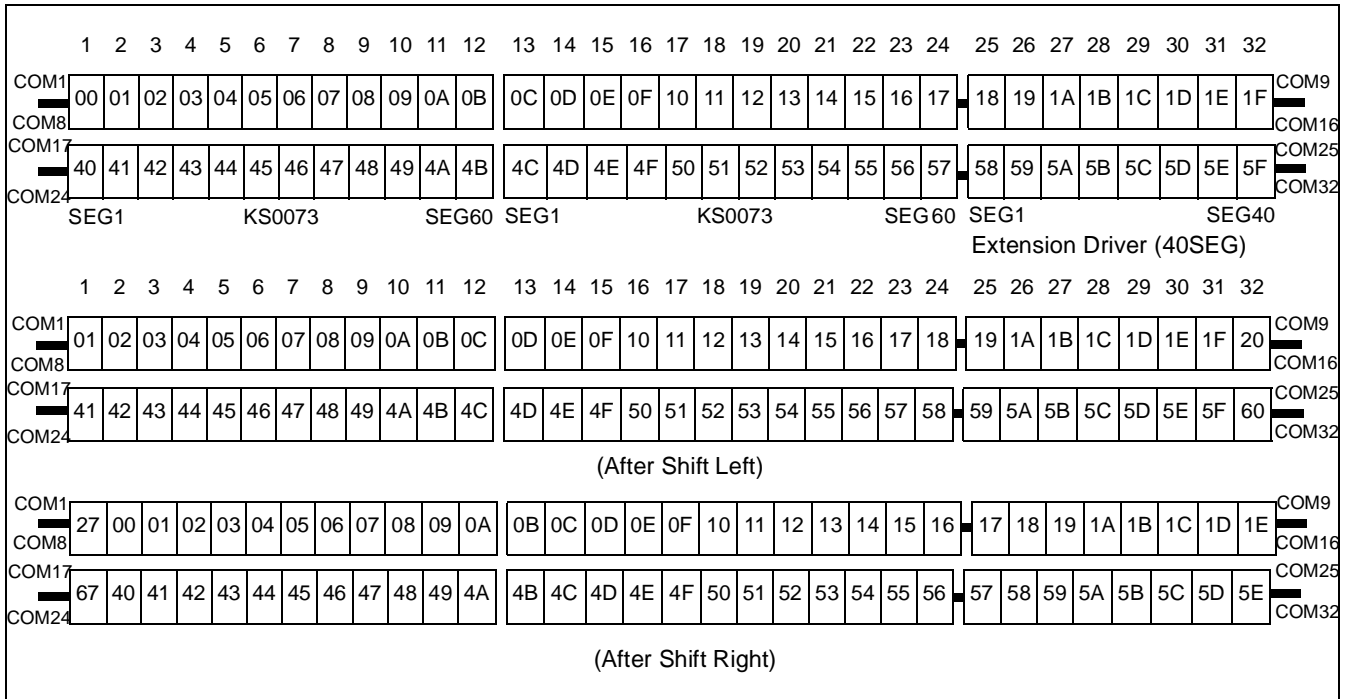 1 2 3 4 5 6 7 8 9 10 11 12 13 14 15 16 17 18 19 20 21 22 23 24 25 26 27 28 29 30 31 32
COM1 COM9
00 01 02 03 04 05 06 07 08 09 0A 0B 0C 0D 0E 0F 10 11 12 13 14 15 16 17 18 19 1A 1B 1C 1D 1E 1F
COM8 COM16
COM17 COM25
40 41 42 43 44 45 46 47 48 49 4A 4B 4C 4D 4E 4F 50 51 52 53 54 55 56 57 58 59 5A 5B 5C 5D 5E 5F
COM24 COM32
SEG1 KS0073 SEG60 SEG1 KS0073 SEG60 SEG1 SEG40
Extension Driver (40SEG)
1 2 3 4 5 6 7 8 9 10 11 12 13 14 15 16 17 18 19 20 21 22 23 24 25 26 27 28 29 30 31 32
COM1 COM9
01 02 03 04 05 06 07 08 09 0A 0B 0C 0D 0E 0F 10 11 12 13 14 15 16 17 18 19 1A 1B 1C 1D 1E 1F 20
COM8 COM16
COM17 COM25
41 42 43 44 45 46 47 48 49 4A 4B 4C 4D 4E 4F 50 51 52 53 54 55 56 57 58 59 5A 5B 5C 5D 5E 5F 60
COM24 COM32
(After Shift Left)
COM1 COM9
27 00 01 02 03 04 05 06 07 08 09 0A 0B 0C 0D 0E 0F 10 11 12 13 14 15 16 17 18 19 1A 1B 1C 1D 1E
COM8 COM16
COM17 COM25
67 40 41 42 43 44 45 46 47 48 49 4A 4B 4C 4D 4E 4F 50 51 52 53 54 55 56 57 58 59 5A 5B 5C 5D 5E
COM24 COM32
(After Shift Right)